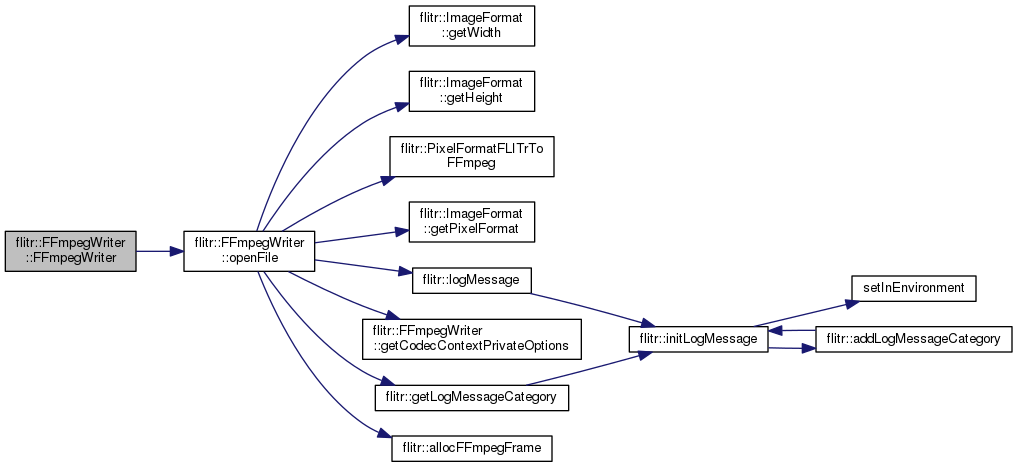 flitr::ImageFormat
::getWidth
flitr::ImageFormat
::getHeight
flitr::PixelFormatFLITrTo
FFmpeg
flitr::ImageFormat
::getPixelFormat
flitr::FFmpegWriter
::FFmpegWriter
flitr::FFmpegWriter
::openFile
flitr::logMessage
setInEnvironment
flitr::FFmpegWriter
::getCodecContextPrivateOptions
flitr::initLogMessage
flitr::addLogMessageCategory
flitr::getLogMessageCategory
flitr::allocFFmpegFrame